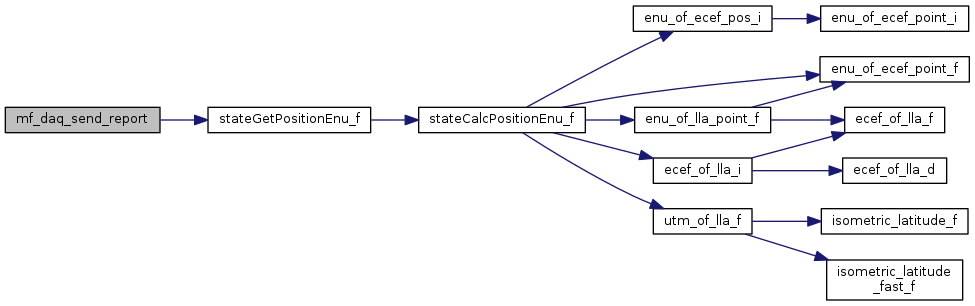 mf_daq_send_report
stateGetPositionEnu_f
stateCalcPositionEnu_f
enu_of_ecef_pos_i
enu_of_ecef_point_i
enu_of_ecef_point_f
enu_of_lla_point_f
ecef_of_lla_f
ecef_of_lla_i
ecef_of_lla_d
utm_of_lla_f
isometric_latitude_f
isometric_latitude
_fast_f